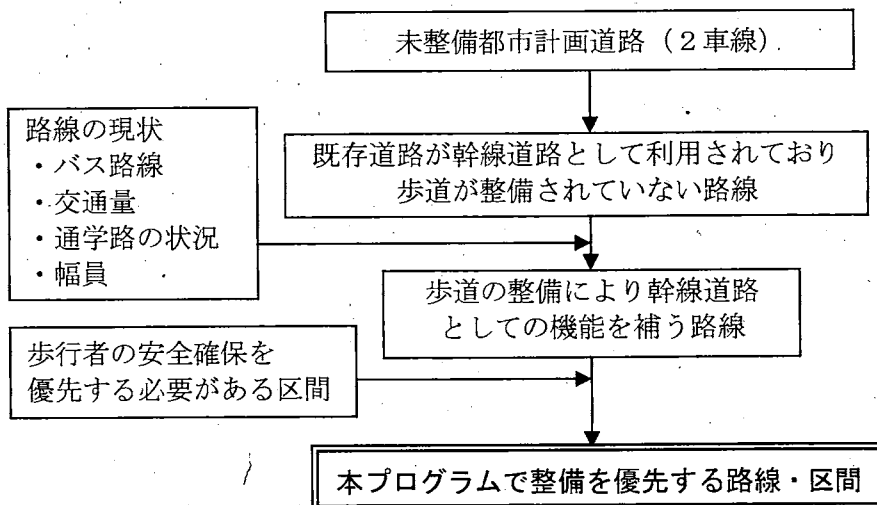 未整備都市計画道路（２車線）
路線の現状
・バス路線
・交通量
・通学路の状況
・幅員
既存道路が幹線道路として利用されており
歩道が整備されていない路線
歩道の整備により幹線道路
としての機能を補う路線
歩行者の安全確保を
優先する必要がある区間
本プログラムで整備を優先する路線・区間